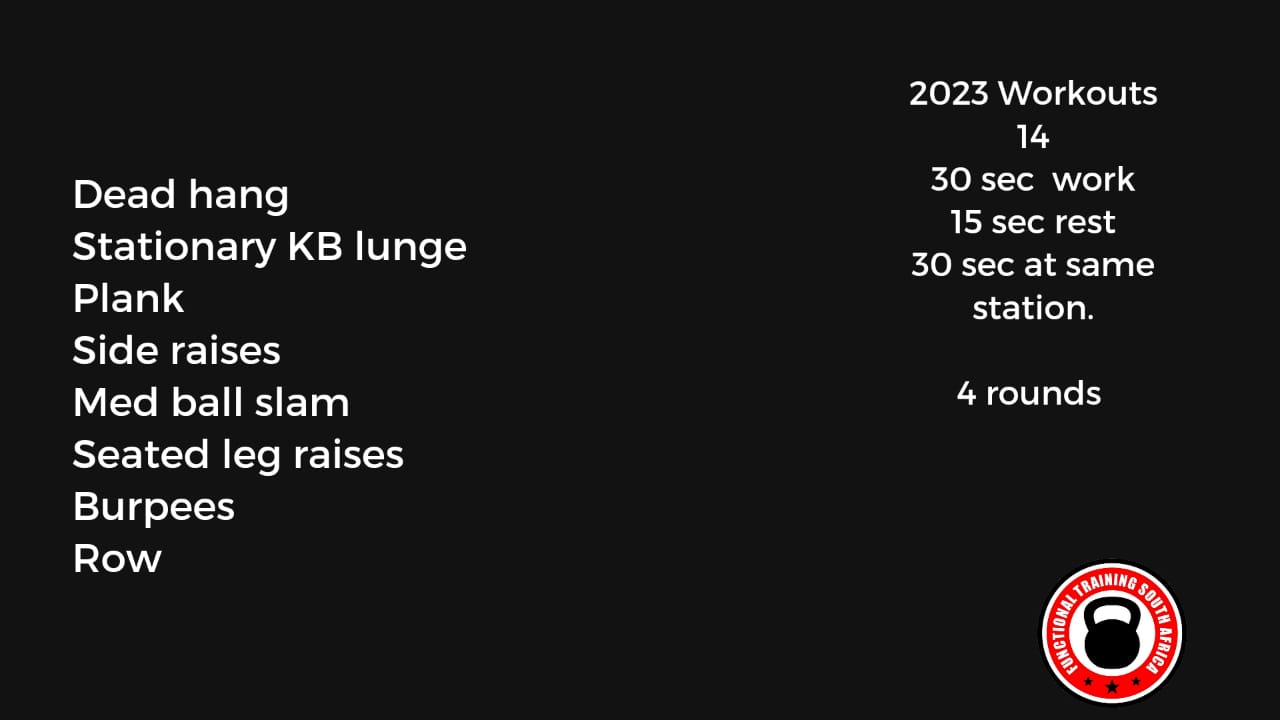 Dead hang
Stationary KB lunge
Plank
Side raises
Med ball slam
Seated leg raises
Burpees
Row
2023 Workouts
14
30 sec  work
15 sec rest
30 sec at same
station.
4 rounds
FUNCTIONAL TRAINING SOUTH AFRICA